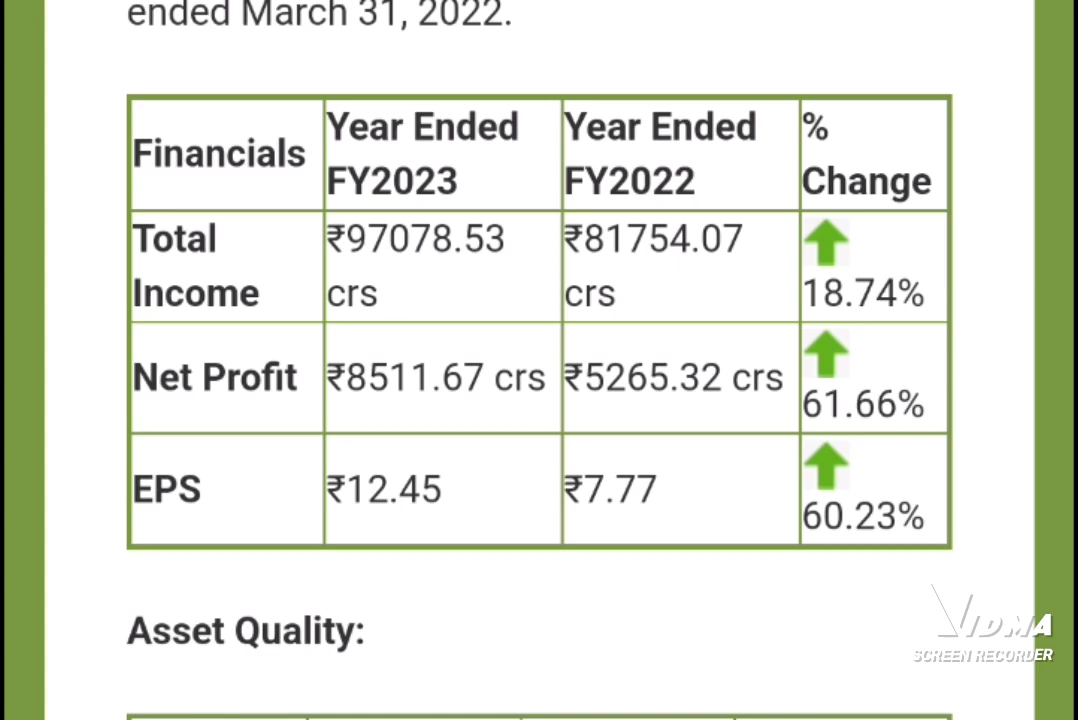 ended March 31, 2022.
Financials
Year Ended
FY2023
Year Ended
FY2022
%
Change
Total
Income
₹97078.53
crs
₹81754.07
crs
18.74%
Net Profit
₹8511.67 crs
₹5265.32 crs
61.66%
EPS
₹12.45
₹7.77
60.23%
Asset Quality:
VIDMA
SCREEN RECORDER